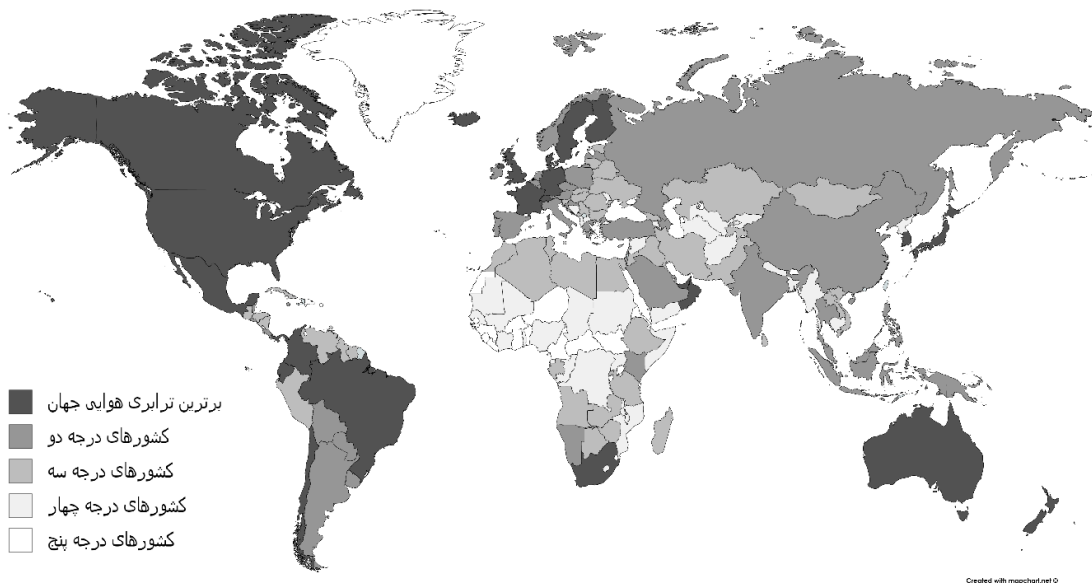 برترین ترابری هوایی جهان
کشورهای درجه دو
کشورهای درجه سه
کشورهای درجه چهار
کشورهای درجه پنج
Created with mapchart.net ©